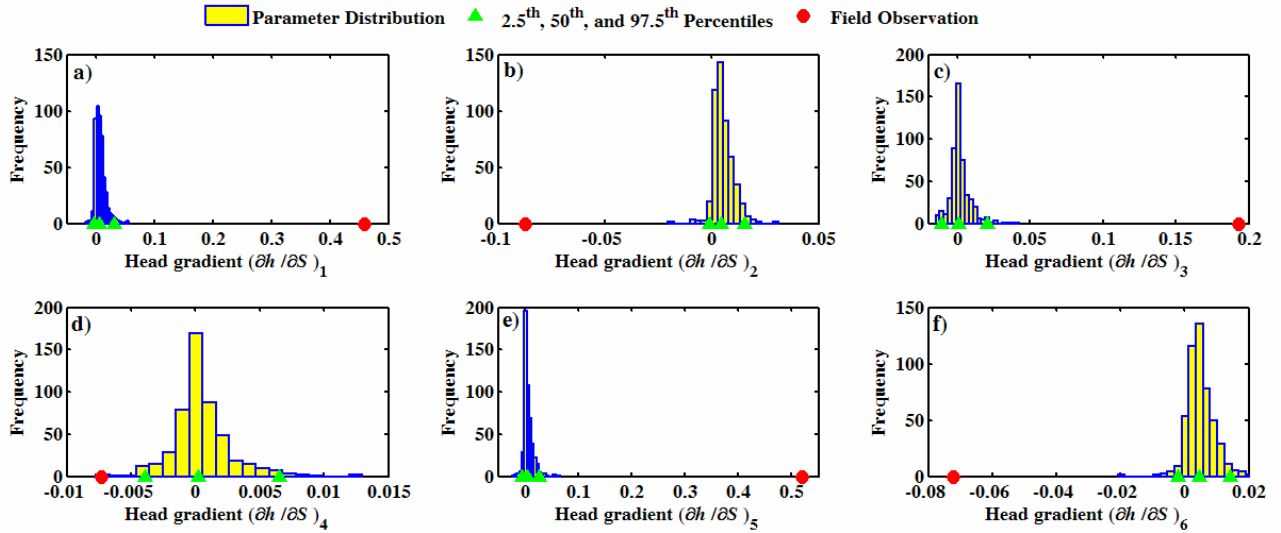 Parameter Distribution 2.5th, 50th, and 97.5th Percentiles Field Observation
a)
Frequency
150
100
50
0
0 0.1 0.2 0.3 0.4 0.5
Head gradient (∂h /∂S )1
b)
Frequency
150
100
50
0
-0.1 -0.05 0 0.05
Head gradient (∂h /∂S )2
c)
Frequency
200
150
100
50
0
0 0.05 0.1 0.15 0.2
Head gradient (∂h /∂S )3
d)
Frequency
200
150
100
50
0
-0.01 -0.005 0 0.005 0.01 0.015
Head gradient (∂h /∂S )4
e)
Frequency
200
150
100
50
0
0 0.1 0.2 0.3 0.4 0.5
Head gradient (∂h /∂S )5
f)
Frequency
150
100
50
0
-0.08 -0.06 -0.04 -0.02 0 0.02
Head gradient (∂h /∂S )6